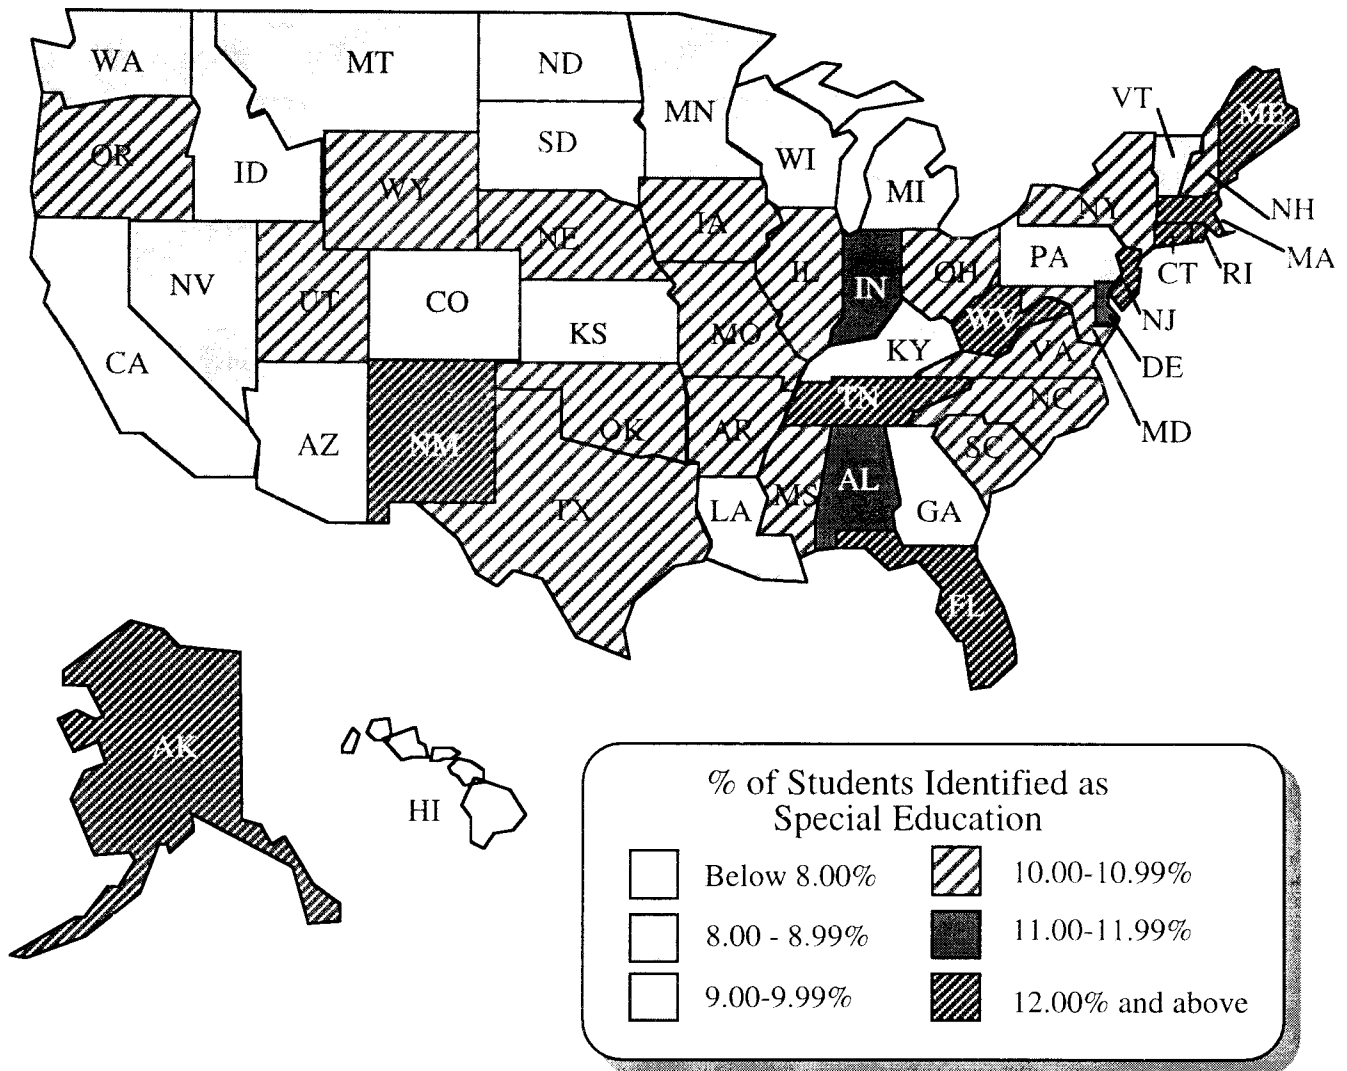 WA
MT
ND
MN
VT
ME
OR
ID
WY
SD
WI
MI
NY
NH
MA
CT
RI
NV
UT
CO
NE
IA
IL
IN
OH
PA
NJ
DE
MD
CA
KS
MO
KY
WV
VA
AZ
NM
OK
AR
TN
NC
SC
TX
LA
MS
AL
GA
FL
AK
HI
% of Students Identified as
Special Education
Below 8.00%
8.00 - 8.99%
9.00-9.99%
10.00-10.99%
11.00-11.99%
12.00% and above